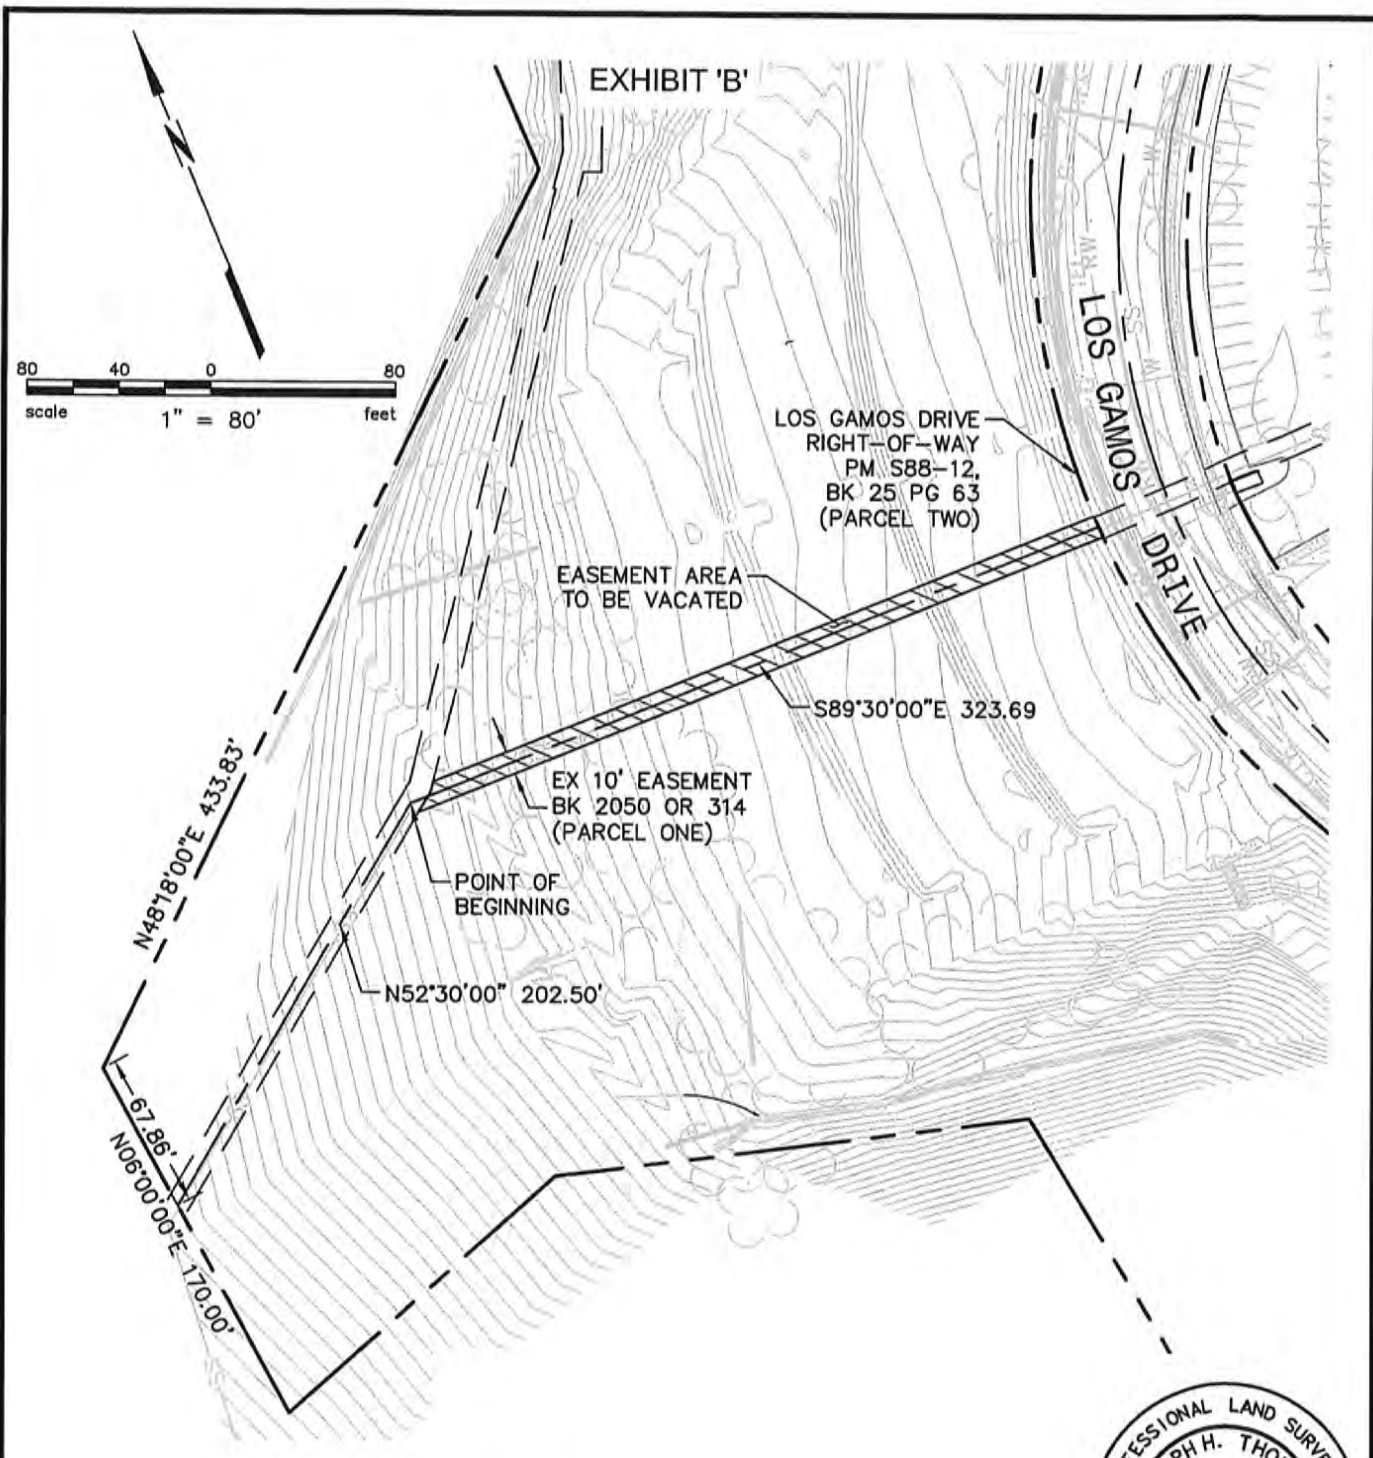 EXHIBIT 'B'
N
80 40 0 80
scale 1" = 80' feet
LOS GAMOS DRIVE
RIGHT-OF-WAY
PM S88-12,
BK 25 PG 63
(PARCEL TWO)
LOS GAMOS DRIVE
EASEMENT AREA
TO BE VACATED
S89°30'00"E 323.69
EX 10' EASEMENT
BK 2050 OR 314
(PARCEL ONE)
N48°18'00"E 433.83'
POINT OF
BEGINNING
N52°30'00" 202.50'
67.86'
N06°00'00"E 170.00'
SS
W
W
SS
LAND
H.